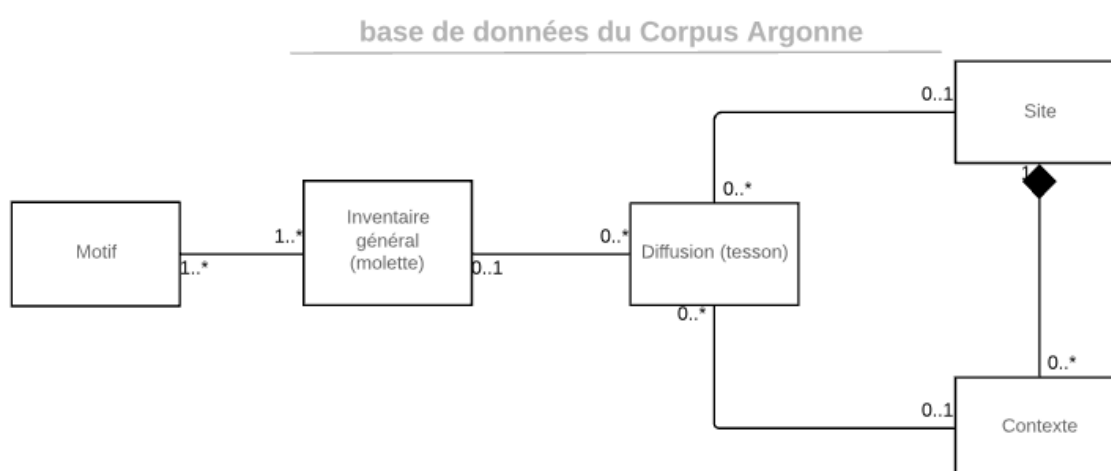 base de données du Corpus Argonne
0..1
Site
1
0..*
Inventaire
général
(molette)
1..*
0..*
Motif
Diffusion (tesson)
1..*
0..1
0..*
0..*
0..1
Contexte